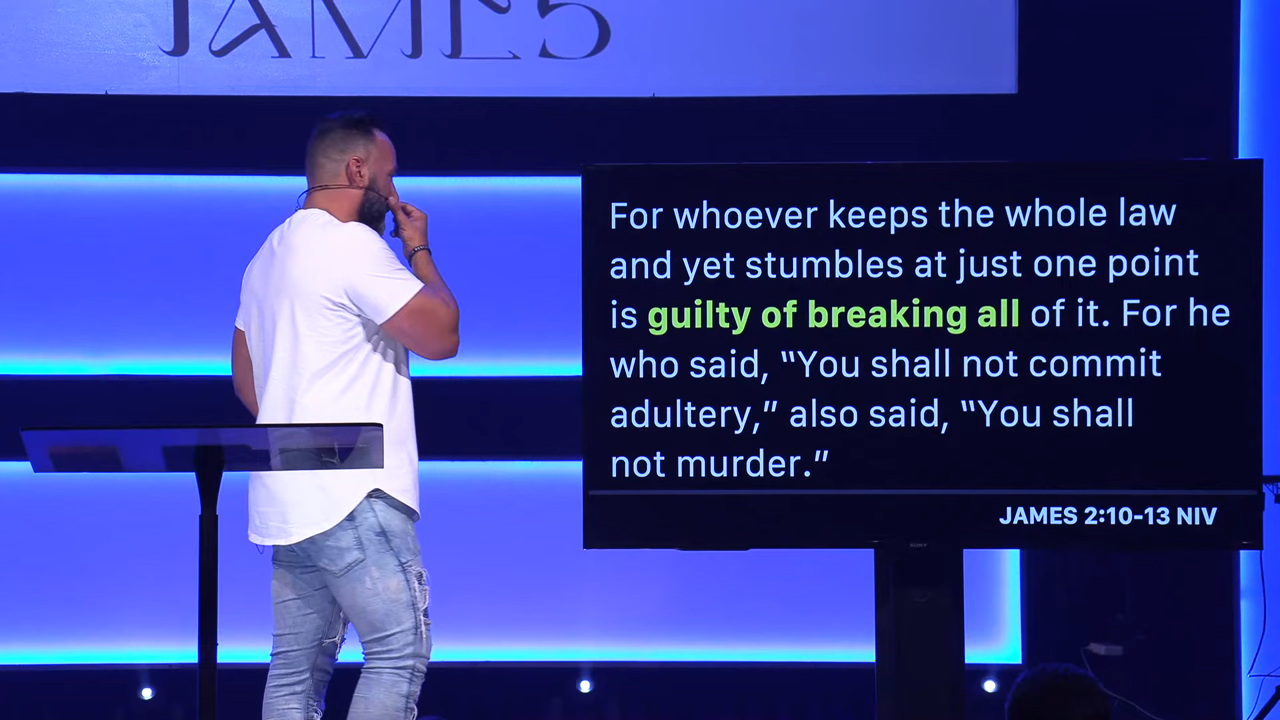 JAMES
For whoever keeps the whole law
and yet stumbles at just one point
is guilty of breaking all of it. For he
who said, “You shall not commit
adultery,” also said, “You shall
not murder.”
JAMES 2:10-13 NIV
SONY